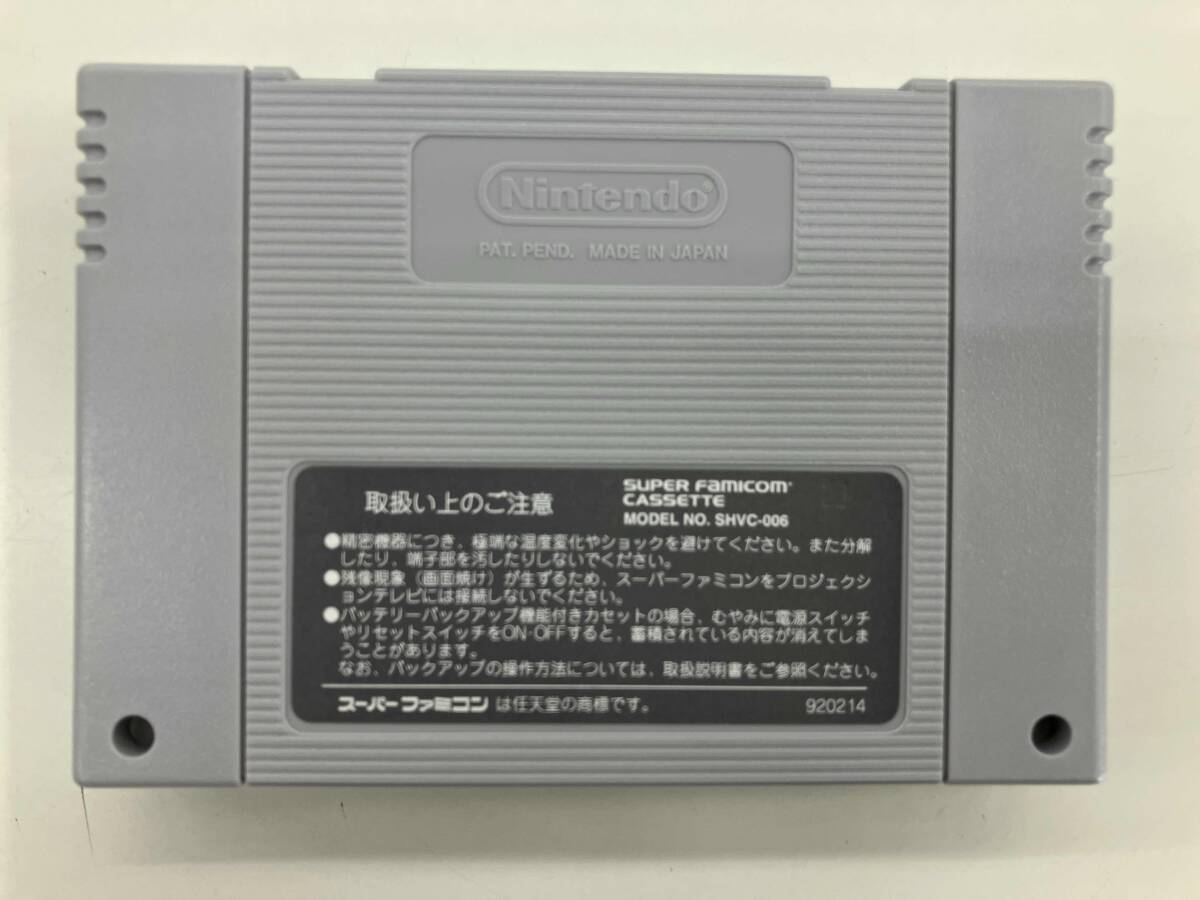 Nintendo®
PAT. PEND. MADE IN JAPAN
取扱い上のご注意
SUPER FAMICOM
CASSETTE
MODEL NO. SHVC-006
●精密機器につき、極端な温度変化やショックを避けてください。また分解
したり、端子部を汚したりしないでください。
●残像現象（画面焼け）が生ずるため、スーパーファミコンをプロジェクシ
ョンテレビには接続しないでください。
●バッテリーバックアップ機能付きカセットの場合、むやみに電源スイッチ
やリセットスイッチをON・OFFすると、蓄積されている内容が消えてしま
うことがあります。
なお、バックアップの操作方法については、取扱説明書をご参照ください。
スーパーファミコンは任天堂の商標です。
920214